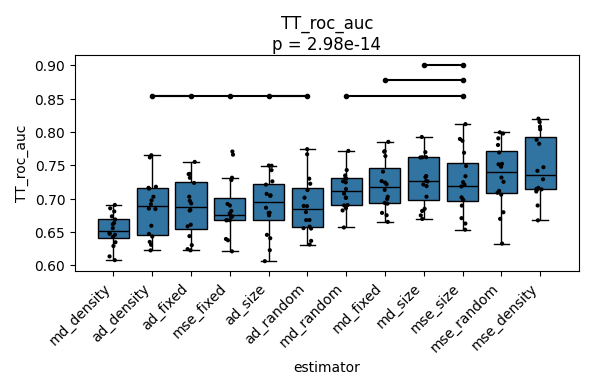 TT_roc_auc
p = 2.98e-14
TT_roc_auc
0.90
0.85
0.80
0.75
0.70
0.65
0.60
md_density
ad_density
ad_fixed
mse_fixed
ad_size
ad_random
md_random
md_fixed
md_size
mse_size
mse_random
mse_density
estimator